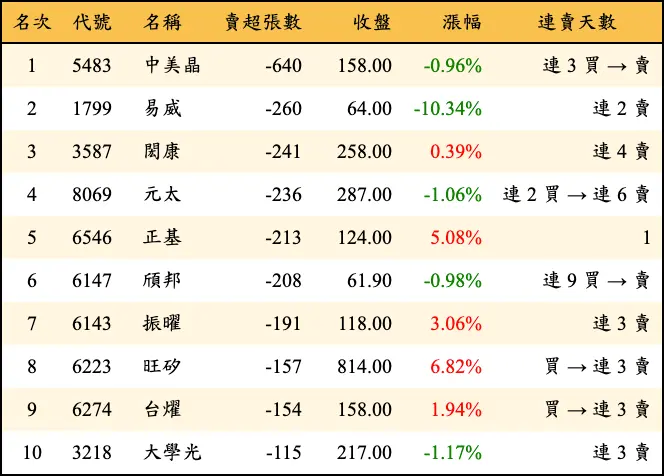 名次 代號 名稱 賣超張數 收盤 漲幅 連賣天數
1 5483 中美晶 -640 158.00 -0.96% 連 3 買 → 賣
2 1799 易威 -260 64.00 -10.34% 連 2 賣
3 3587 閎康 -241 258.00 0.39% 連 4 賣
4 8069 元太 -236 287.00 -1.06% 連 2 買 → 連 6 賣
5 6546 正基 -213 124.00 5.08% 1
6 6147 頎邦 -208 61.90 -0.98% 連 9 買 → 賣
7 6143 振曜 -191 118.00 3.06% 連 3 賣
8 6223 旺矽 -157 814.00 6.82% 買 → 連 3 賣
9 6274 台燿 -154 158.00 1.94% 買 → 連 3 賣
10 3218 大學光 -115 217.00 -1.17% 連 3 賣